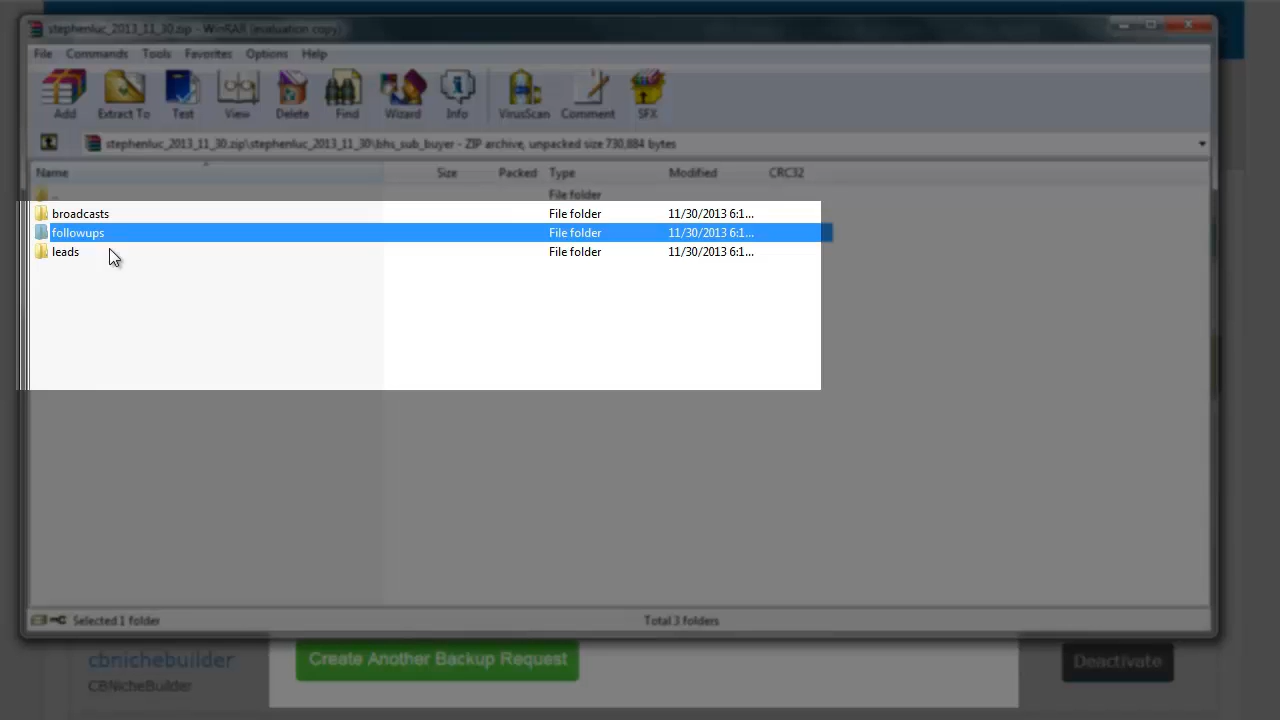 stephenluc_2013_11_30.zip - WinRAR (evaluation copy)
File Commands Tools Favorites Options Help
Add Extract To Test View Delete Find Wizard Info VirusScan Comment SFX
stephenluc_2013_11_30.zip\stephenluc_2013_11_30\bhs_sub_buyer - ZIP archive, unpacked size 730,884 bytes
Name Size Packed Type Modified CRC32
.. File folder
broadcasts File folder 11/30/2013 6:1...
followups File folder 11/30/2013 6:1...
leads File folder 11/30/2013 6:1...
Selected 1 folder Total 3 folders
cbnichebuilder Create Another Backup Request Deactivate
CBNicheBuilder